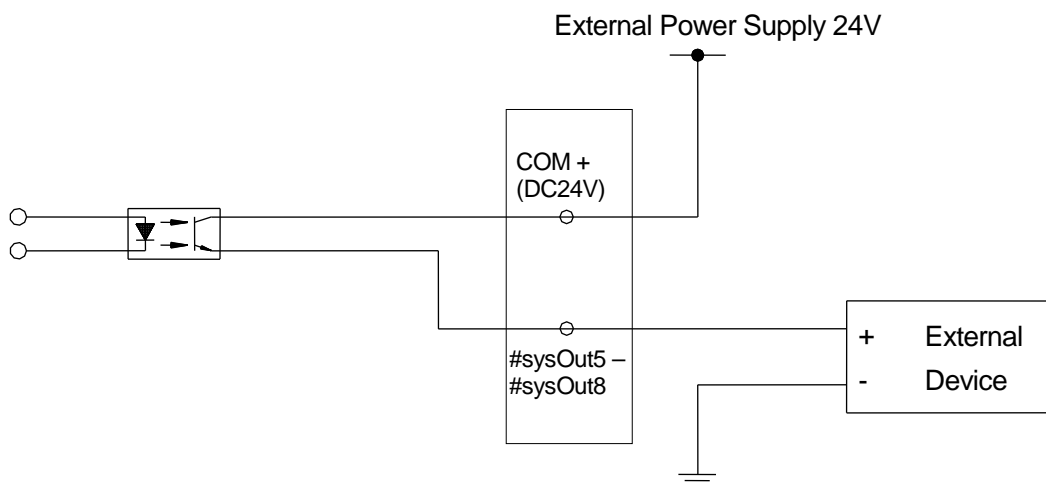 External Power Supply 24V
COM +
(DC24V)
#sysOut5 –
#sysOut8
+ External
- Device